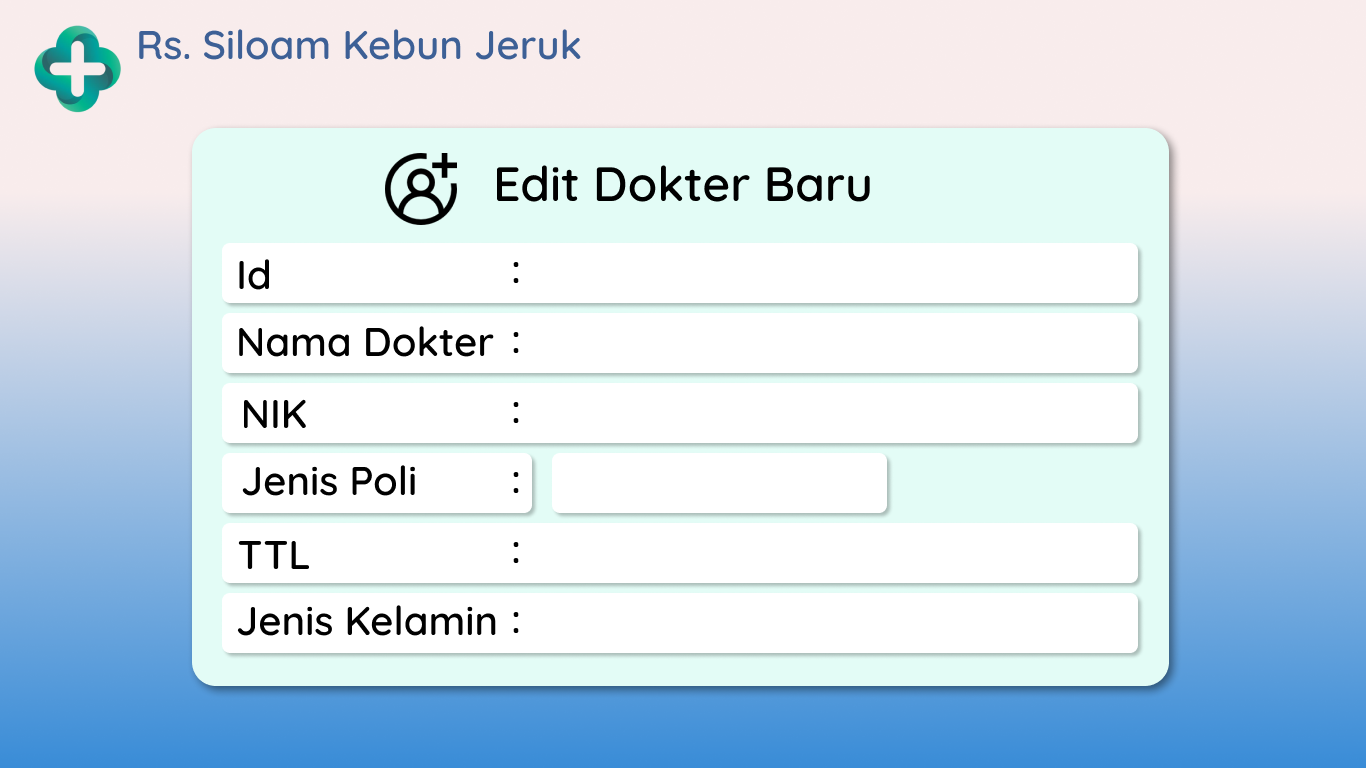 Rs. Siloam Kebun Jeruk
Edit Dokter Baru
Id :
Nama Dokter :
NIK :
Jenis Poli :
TTL :
Jenis Kelamin :